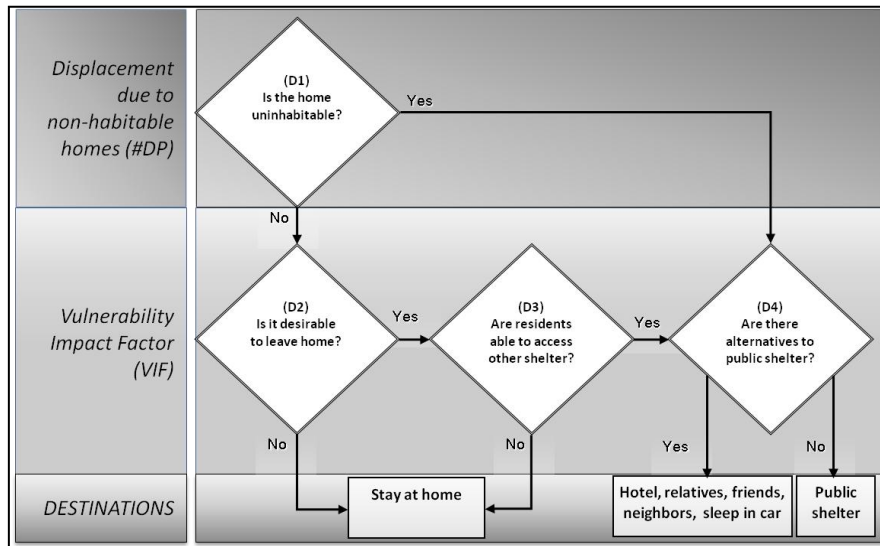 Displacement
due to
non-habitable
homes (#DP)
(D1)
Is the home
uninhabitable?
Yes
No
Vulnerability
Impact Factor
(VIF)
(D2)
Is it desirable
to leave home?
Yes
(D3)
Are residents
able to access
other shelter?
Yes
(D4)
Are there
alternatives to
public shelter?
No
No
Yes
No
DESTINATIONS
Stay at home
Hotel, relatives, friends,
neighbors, sleep in car
Public
shelter